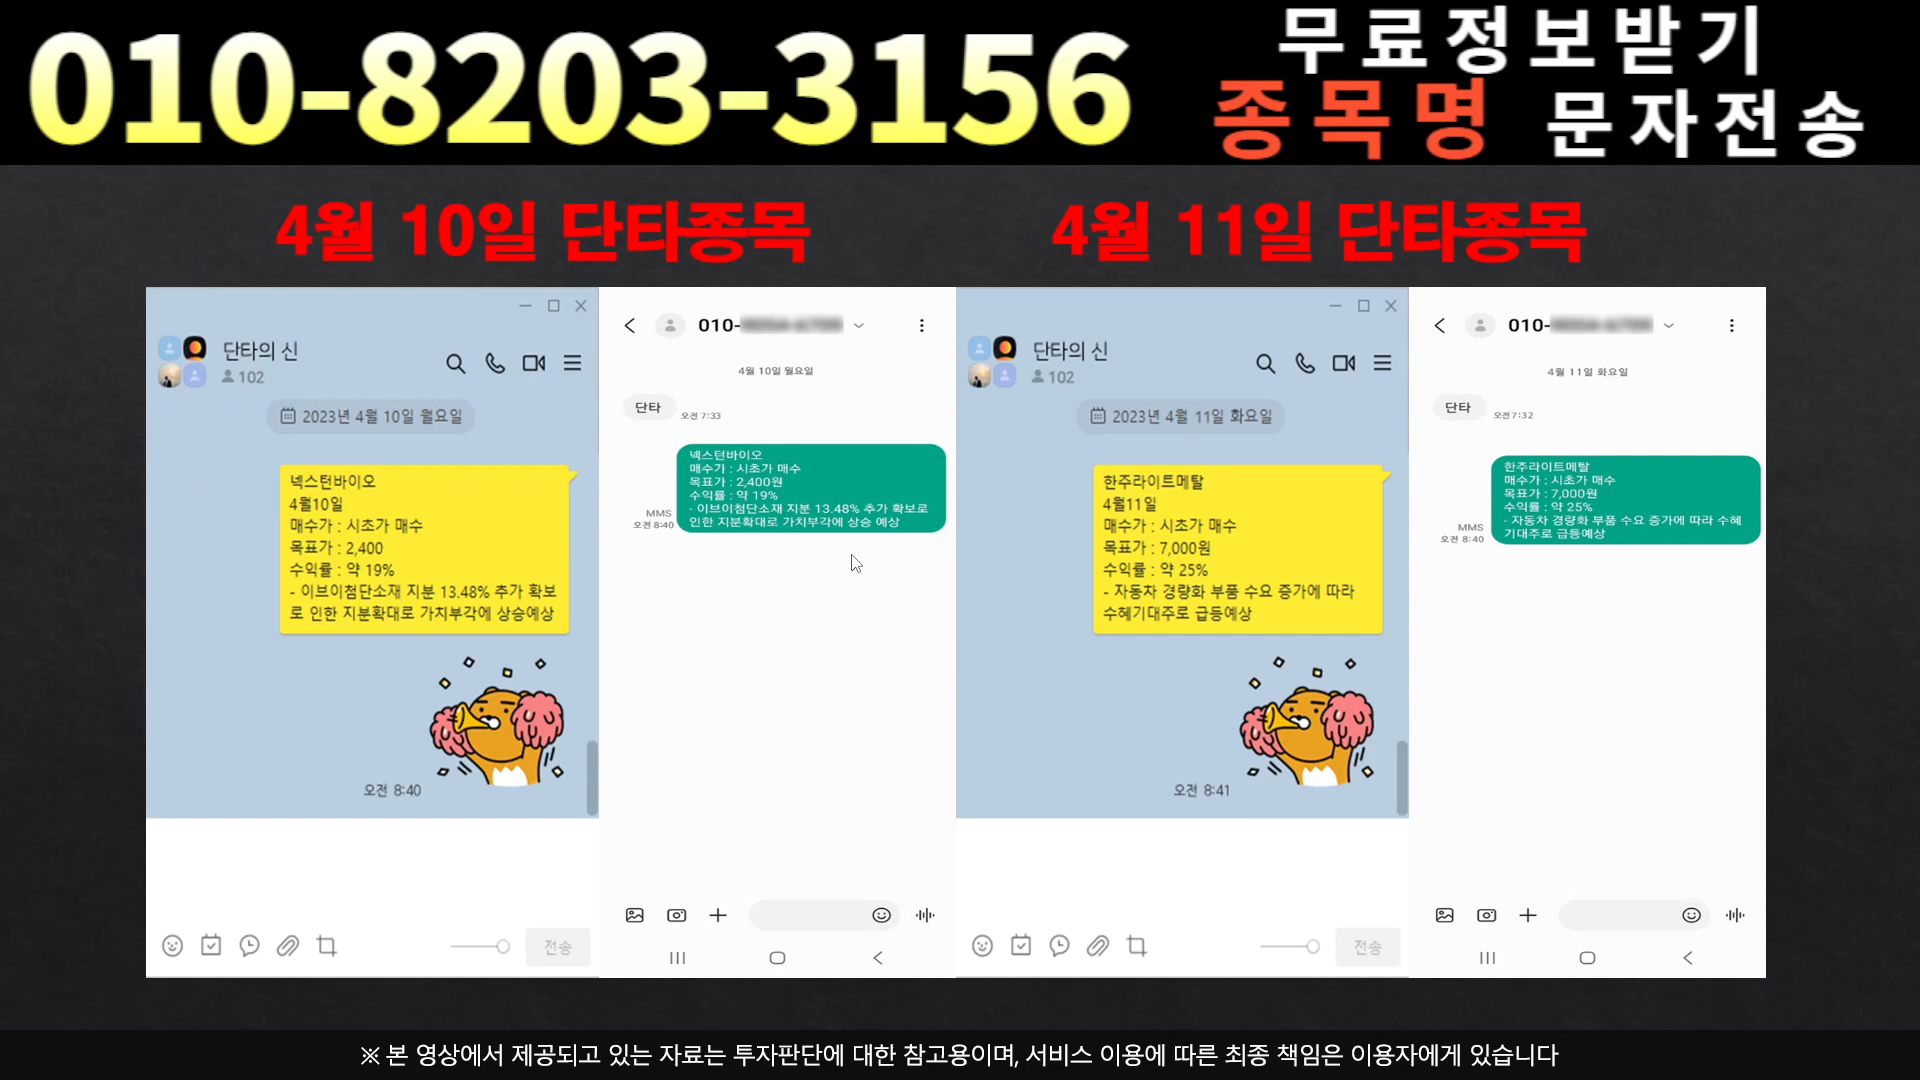 010-8203-3156
무료정보받기
종목명 문자전송
4월 10일 단타종목
4월 11일 단타종목
단타의 신
102
2023년 4월 10일 월요일
넥스턴바이오
4월10일
매수가 : 시초가 매수
목표가 : 2,400
수익률 : 약 19%
- 이브이첨단소재 지분 13.48% 추가 확보
로 인한 지분확대로 가치부각에 상승예상
오전 8:40
전송
010-
4월 10일 월요일
단타
오전 7:33
넥스턴바이오
매수가 : 시초가 매수
목표가 : 2,400원
수익률 : 약 19%
- 이브이첨단소재 지분 13.48% 추가 확보로
인한 지분확대로 가치부각에 상승 예상
MMS
오전 8:40
단타의 신
102
2023년 4월 11일 화요일
한주라이트메탈
4월11일
매수가 : 시초가 매수
목표가 : 7,000원
수익률 : 약 25%
- 자동차 경량화 부품 수요 증가에 따라
수혜기대주로 급등예상
오전 8:41
전송
010-
4월 11일 화요일
단타
오전 7:32
한주라이트메탈
매수가 : 시초가 매수
목표가 : 7,000원
수익률 : 약 25%
- 자동차 경량화 부품 수요 증가에 따라 수혜
기대주로 급등예상
MMS
오전 8:40
※ 본 영상에서 제공되고 있는 자료는 투자판단에 대한 참고용이며, 서비스 이용에 따른 최종 책임은 이용자에게 있습니다